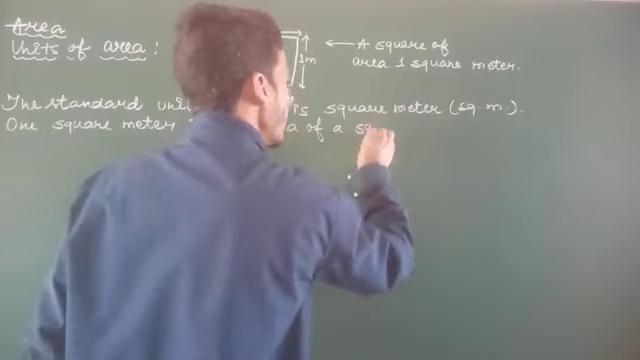 Area
Units of area :
1m
← A square of
area 1 square meter.
The standard square meter (sq. m.).
One square meter of a sq